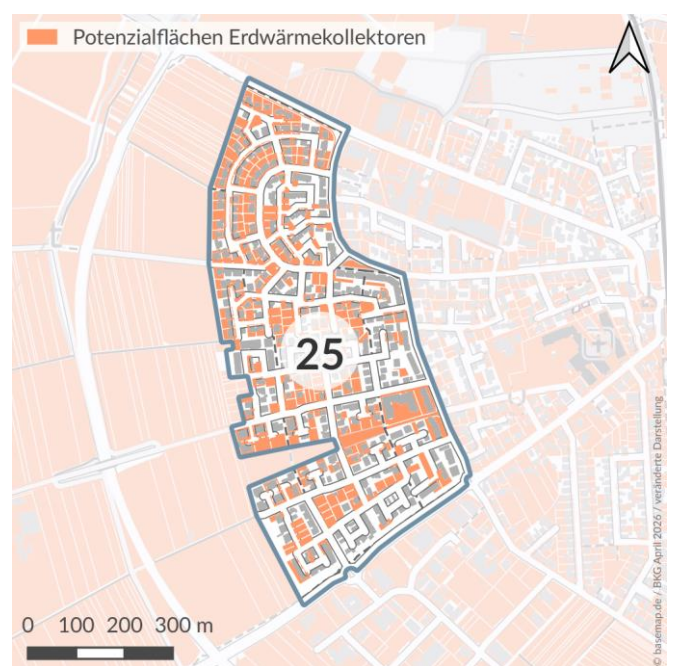 Potenzialflächen Erdwärmekollektoren
25
0 100 200 300 m
© basemap.de / BKG April 2026 / veränderte Darstellung